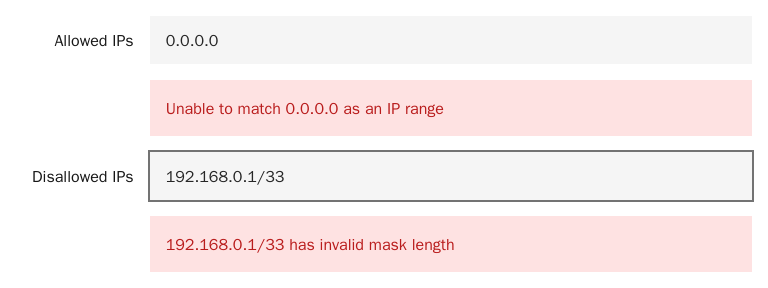 Allowed IPs 0.0.0.0
Unable to match 0.0.0.0 as an IP range
Disallowed IPs 192.168.0.1/33
192.168.0.1/33 has invalid mask length